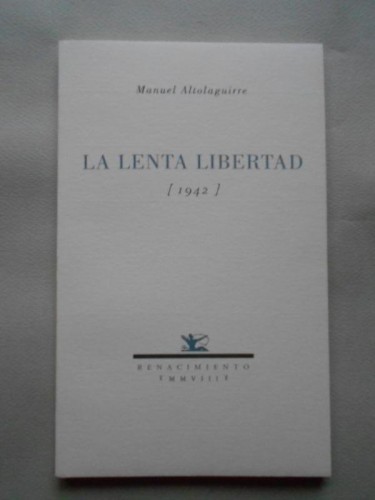 Manuel Altolaguirre
LA LENTA LIBERTAD
[ 1942 ]
RENACIMIENTO
MMVIII